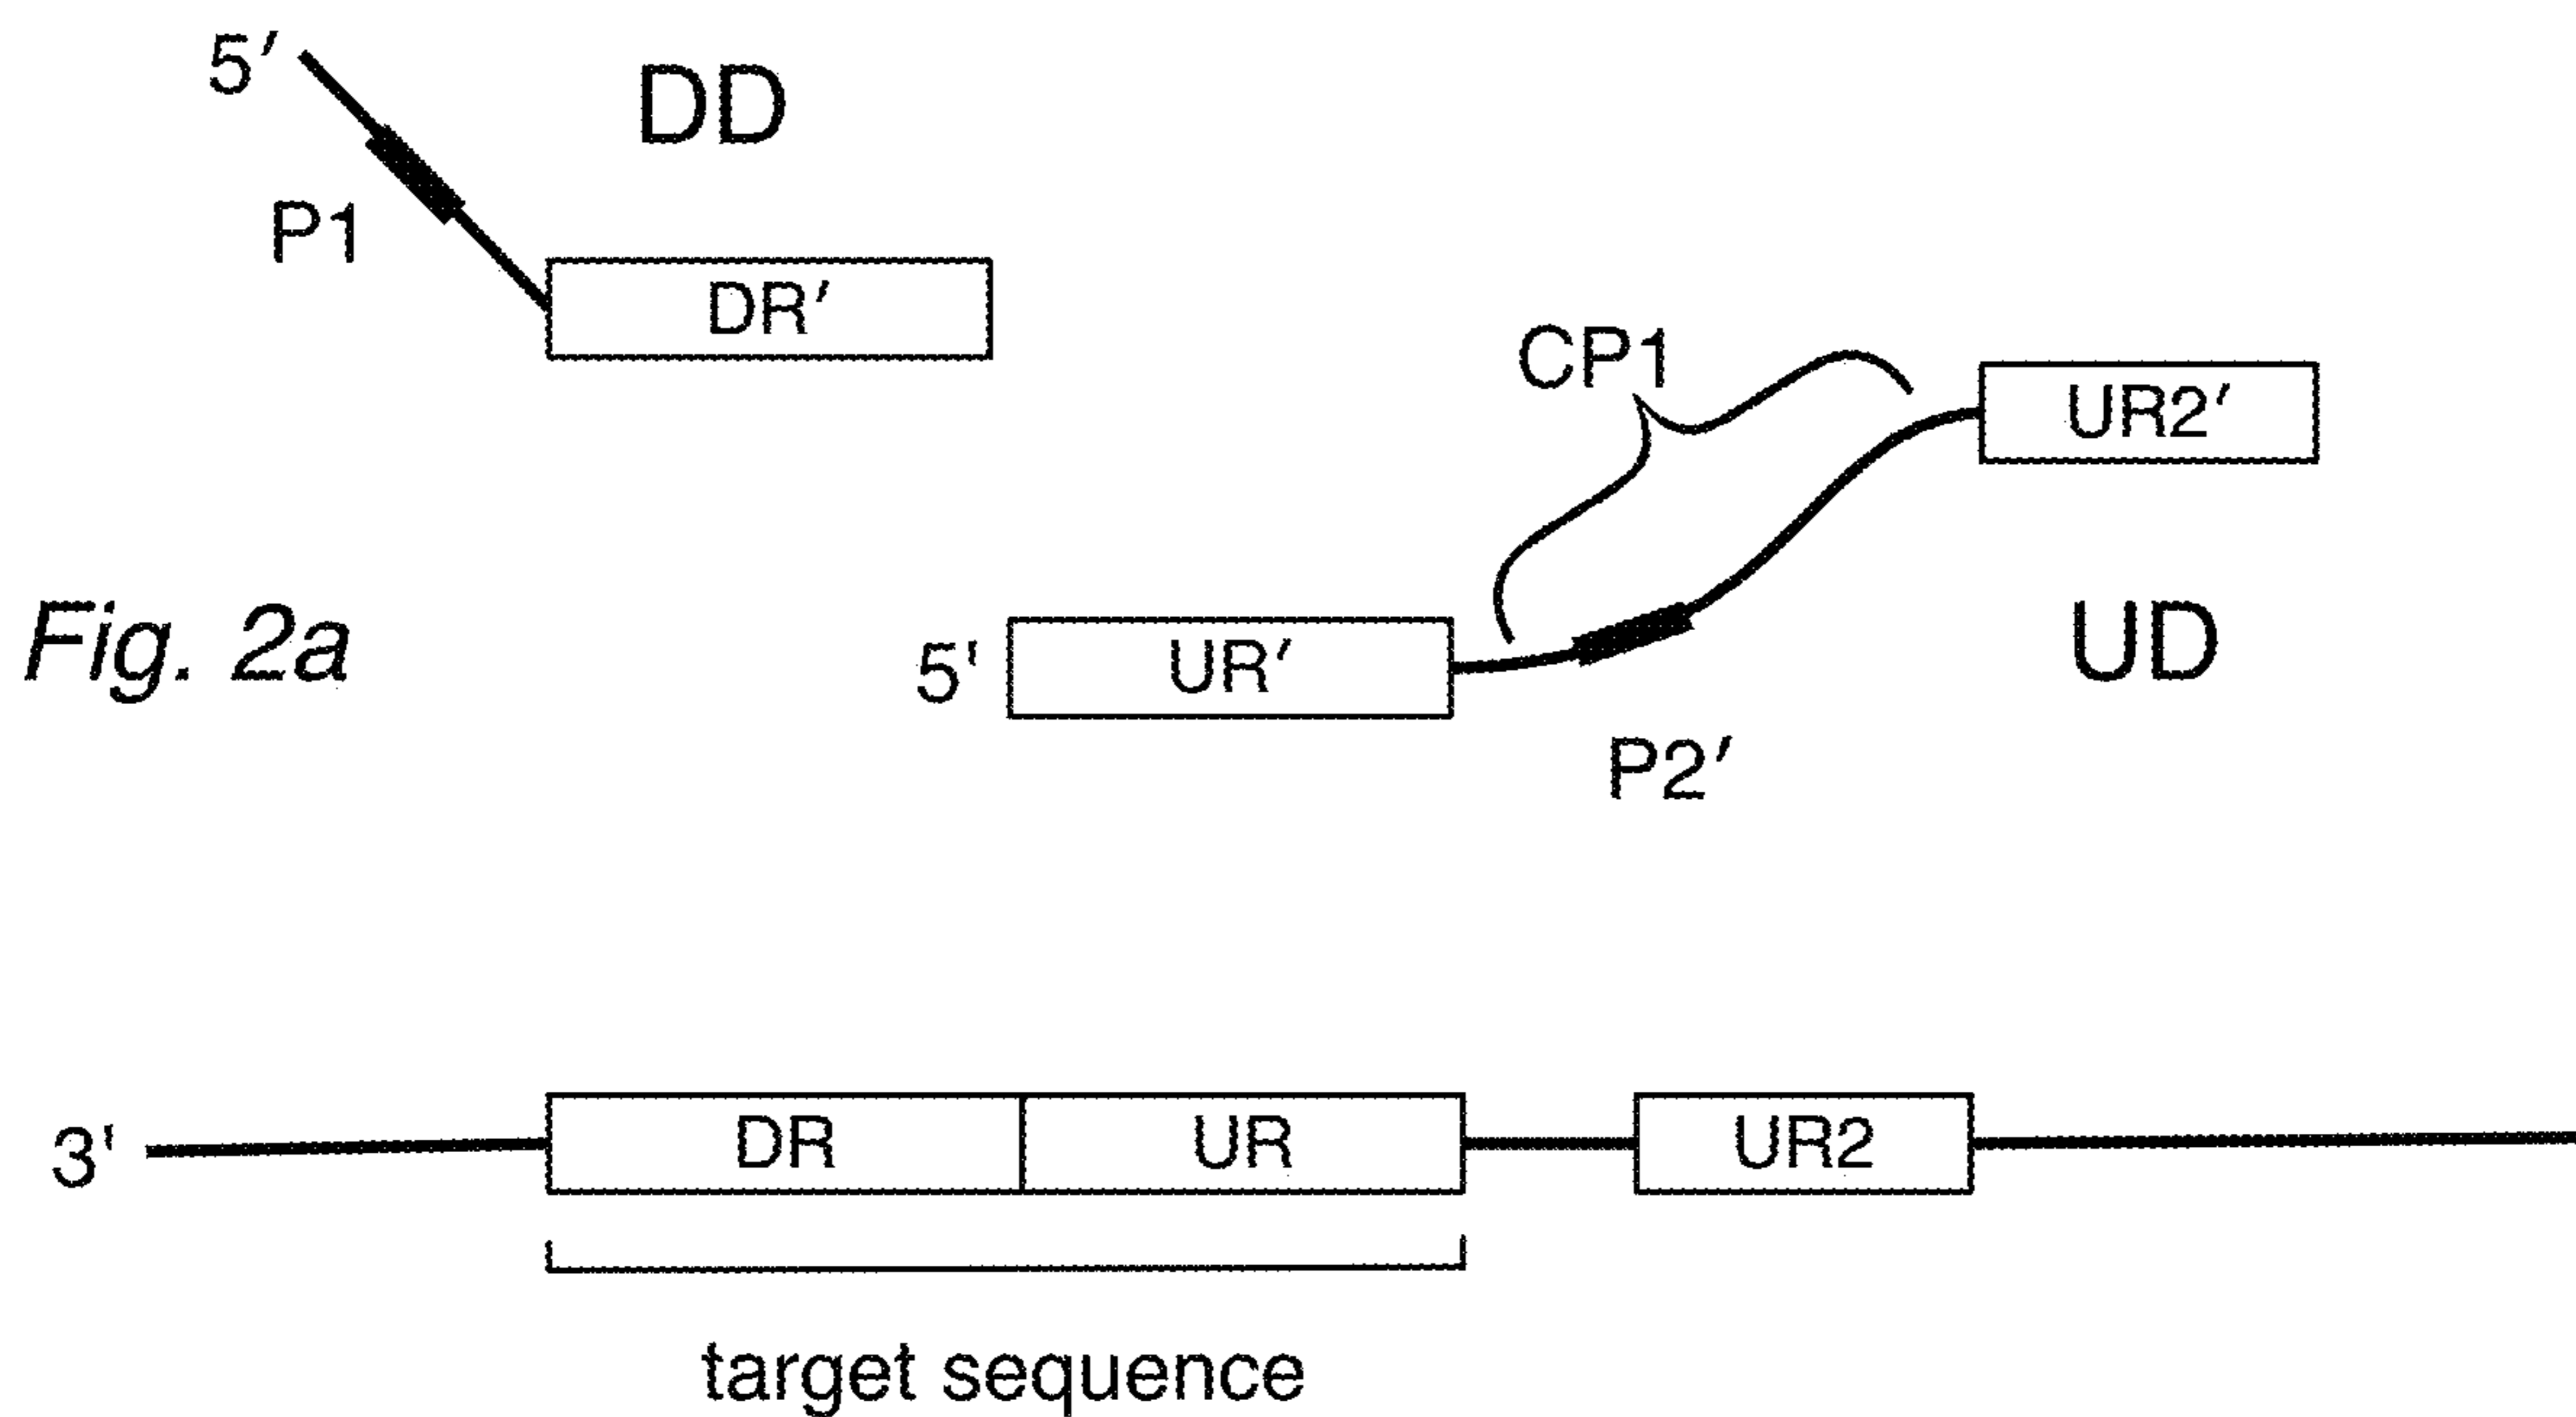 5′
DD
P1
DR′
CP1
UR2′
Fig. 2a
5'
UR′
UD
P2′
3'
DR
UR
UR2
target sequence